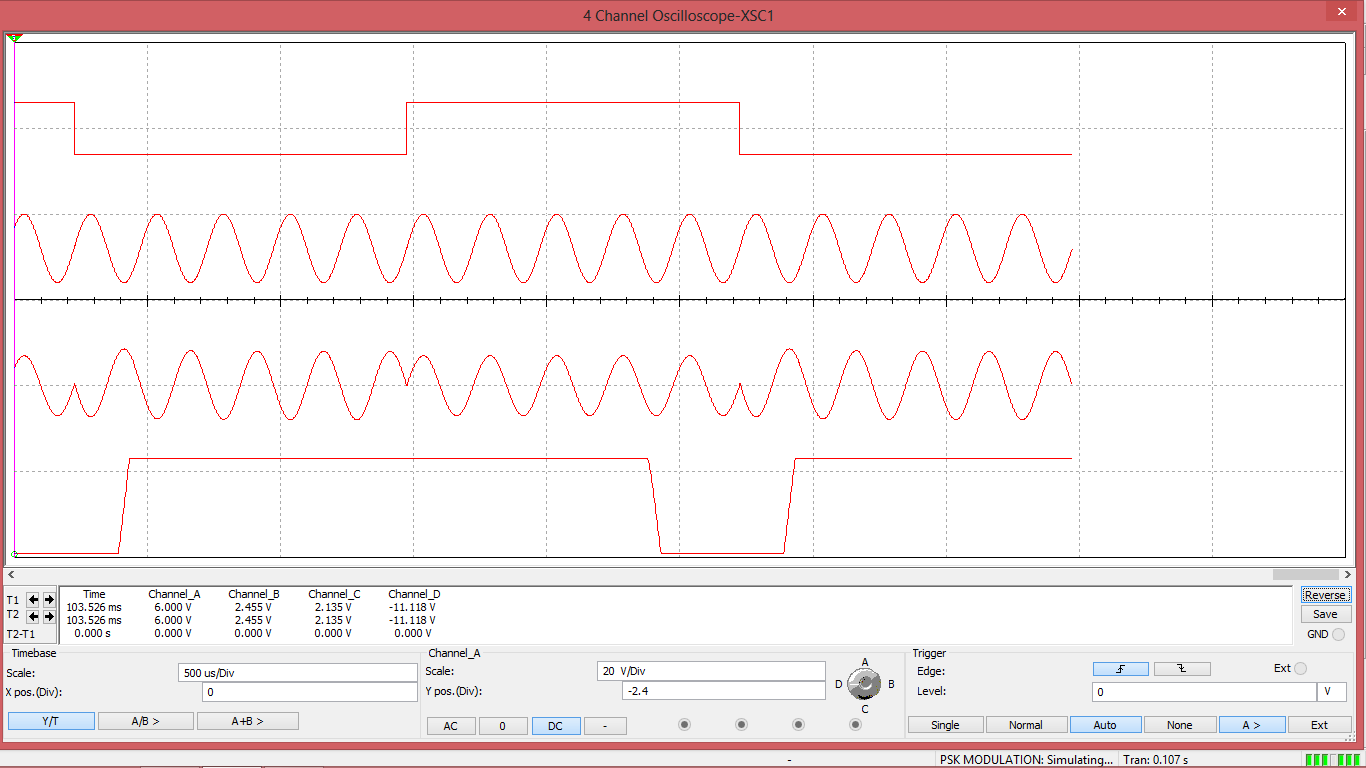 4 Channel Oscilloscope-XSC1
T1
T2
T2-T1
Time Channel_A Channel_B Channel_C Channel_D
103.526 ms 6.000 V 2.455 V 2.135 V -11.118 V
103.526 ms 6.000 V 2.455 V 2.135 V -11.118 V
0.000 s 0.000 V 0.000 V 0.000 V 0.000 V
Reverse
Save
GND
Timebase
Scale: 500 us/Div
X pos.(Div): 0
Y/T A/B > A+B >
Channel_A
Scale: 20 V/Div
Y pos.(Div): -2.4
AC 0 DC -
A
D B
C
Trigger
Edge: Ext
Level: 0 V
Single Normal Auto None A > Ext
- PSK MODULATION: Simulating... Tran: 0.107 s